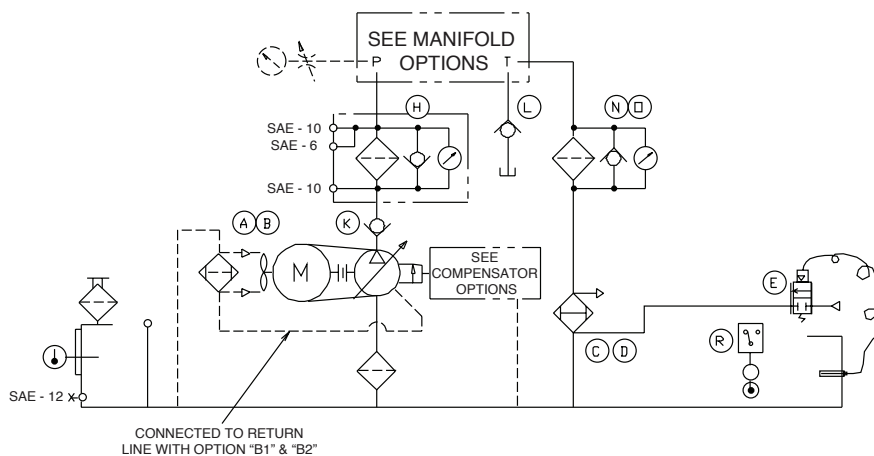 SEE MANIFOLD
OPTIONS
P
T
H
L
N O
SAE - 10
SAE - 6
SAE - 10
A B
K
M
SEE
COMPENSATOR
OPTIONS
E
R
C D
SAE - 12
CONNECTED TO RETURN
LINE WITH OPTION “B1” & “B2”